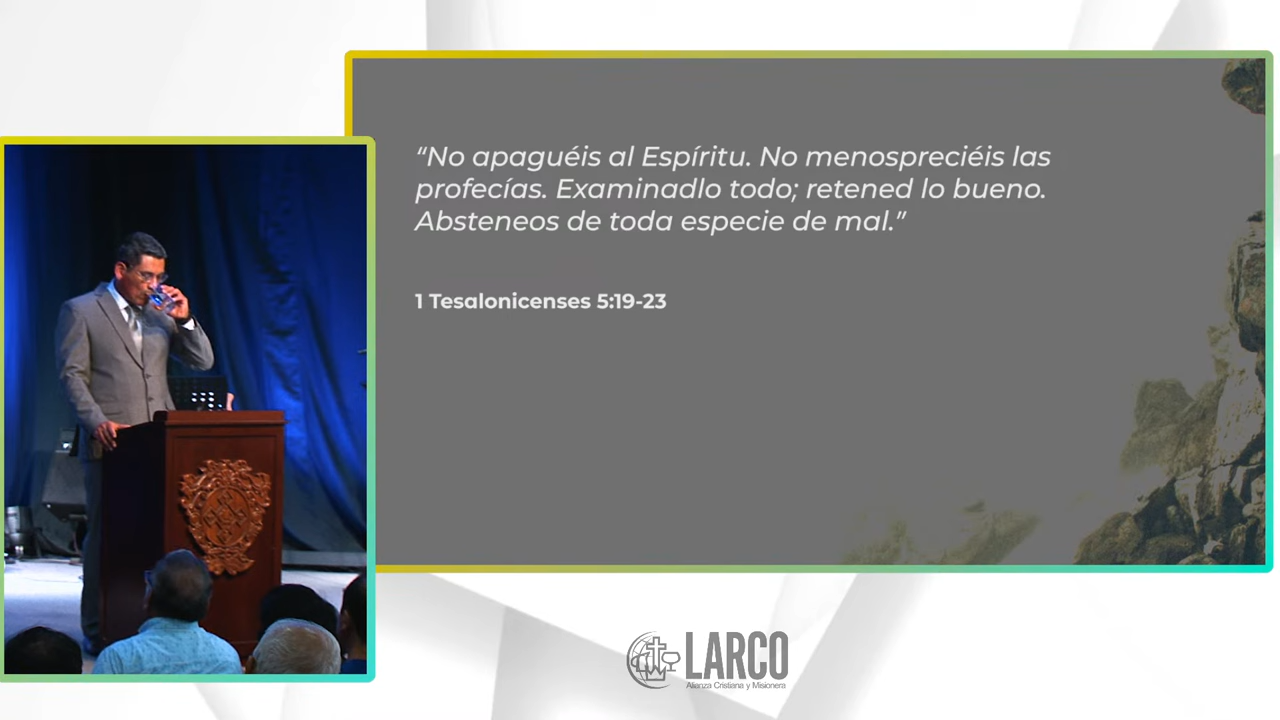 “No apaguéis al Espíritu. No menospreciéis las
profecías. Examinadlo todo; retened lo bueno.
Absteneos de toda especie de mal.”
1 Tesalonicenses 5:19-23
LARCO
Alianza Cristiana y Misionera